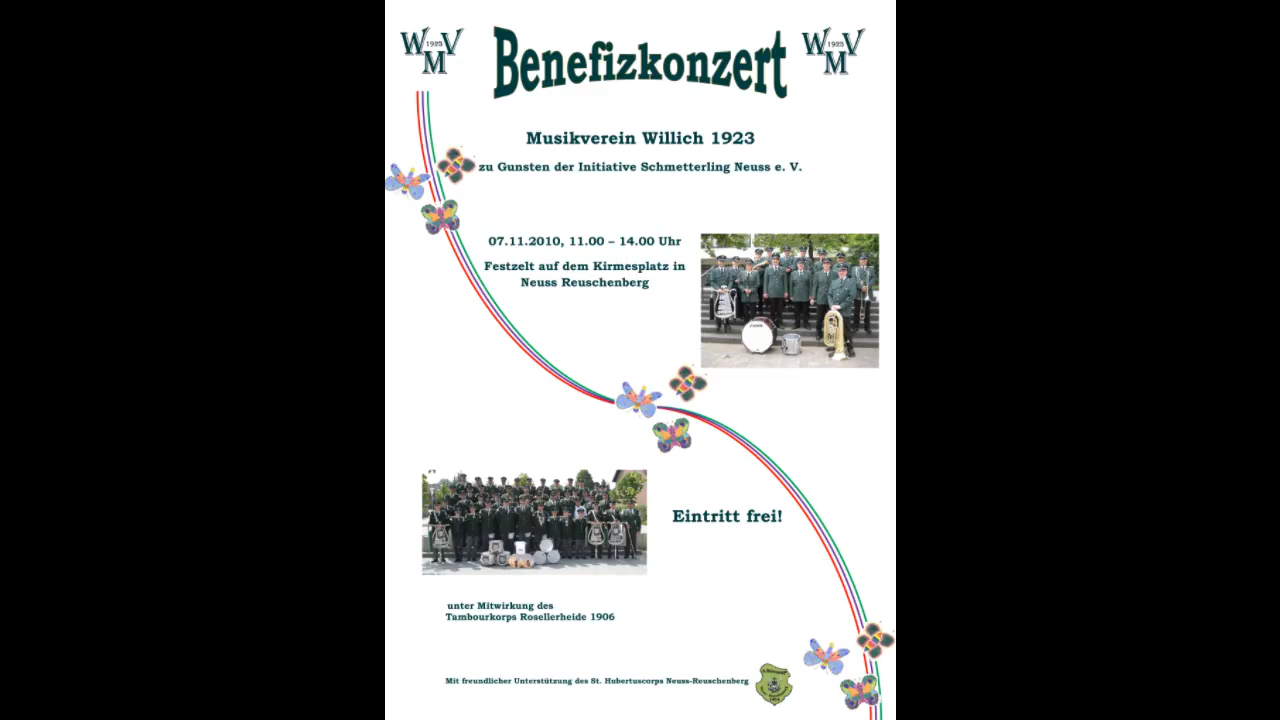 W 1923 V
M
Benefizkonzert
W 1923 V
M
Musikverein Willich 1923
zu Gunsten der Initiative Schmetterling Neuss e. V.
07.11.2010, 11.00 – 14.00 Uhr
Festzelt auf dem Kirmesplatz in
Neuss Reuschenberg
Eintritt frei!
unter Mitwirkung des
Tambourkorps Rosellerheide 1906
Mit freundlicher Unterstützung des St. Hubertuscorps Neuss-Reuschenberg